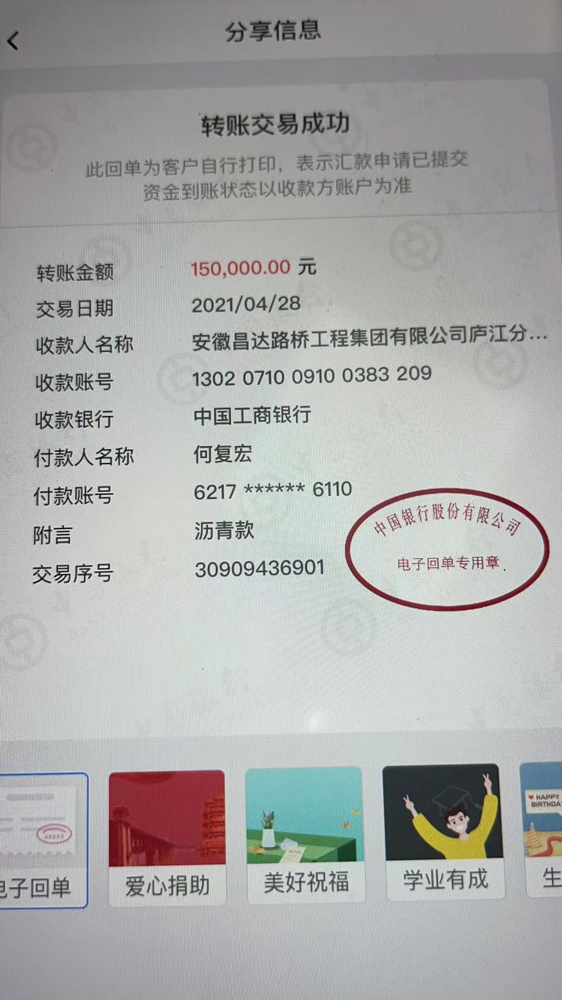 分享信息
转账交易成功
此回单为客户自行打印，表示汇款申请已提交
资金到账状态以收款方账户为准
转账金额 150,000.00 元
交易日期 2021/04/28
收款人名称 安徽昌达路桥工程集团有限公司庐江分...
收款账号 1302 0710 0910 0383 209
收款银行 中国工商银行
付款人名称 何复宏
付款账号 6217 ****** 6110
附言 沥青款
交易序号 30909436901
中国银行股份有限公司
电子回单专用章
HAPPY
BIRTHDA
电子回单
爱心捐助
美好祝福
学业有成
生